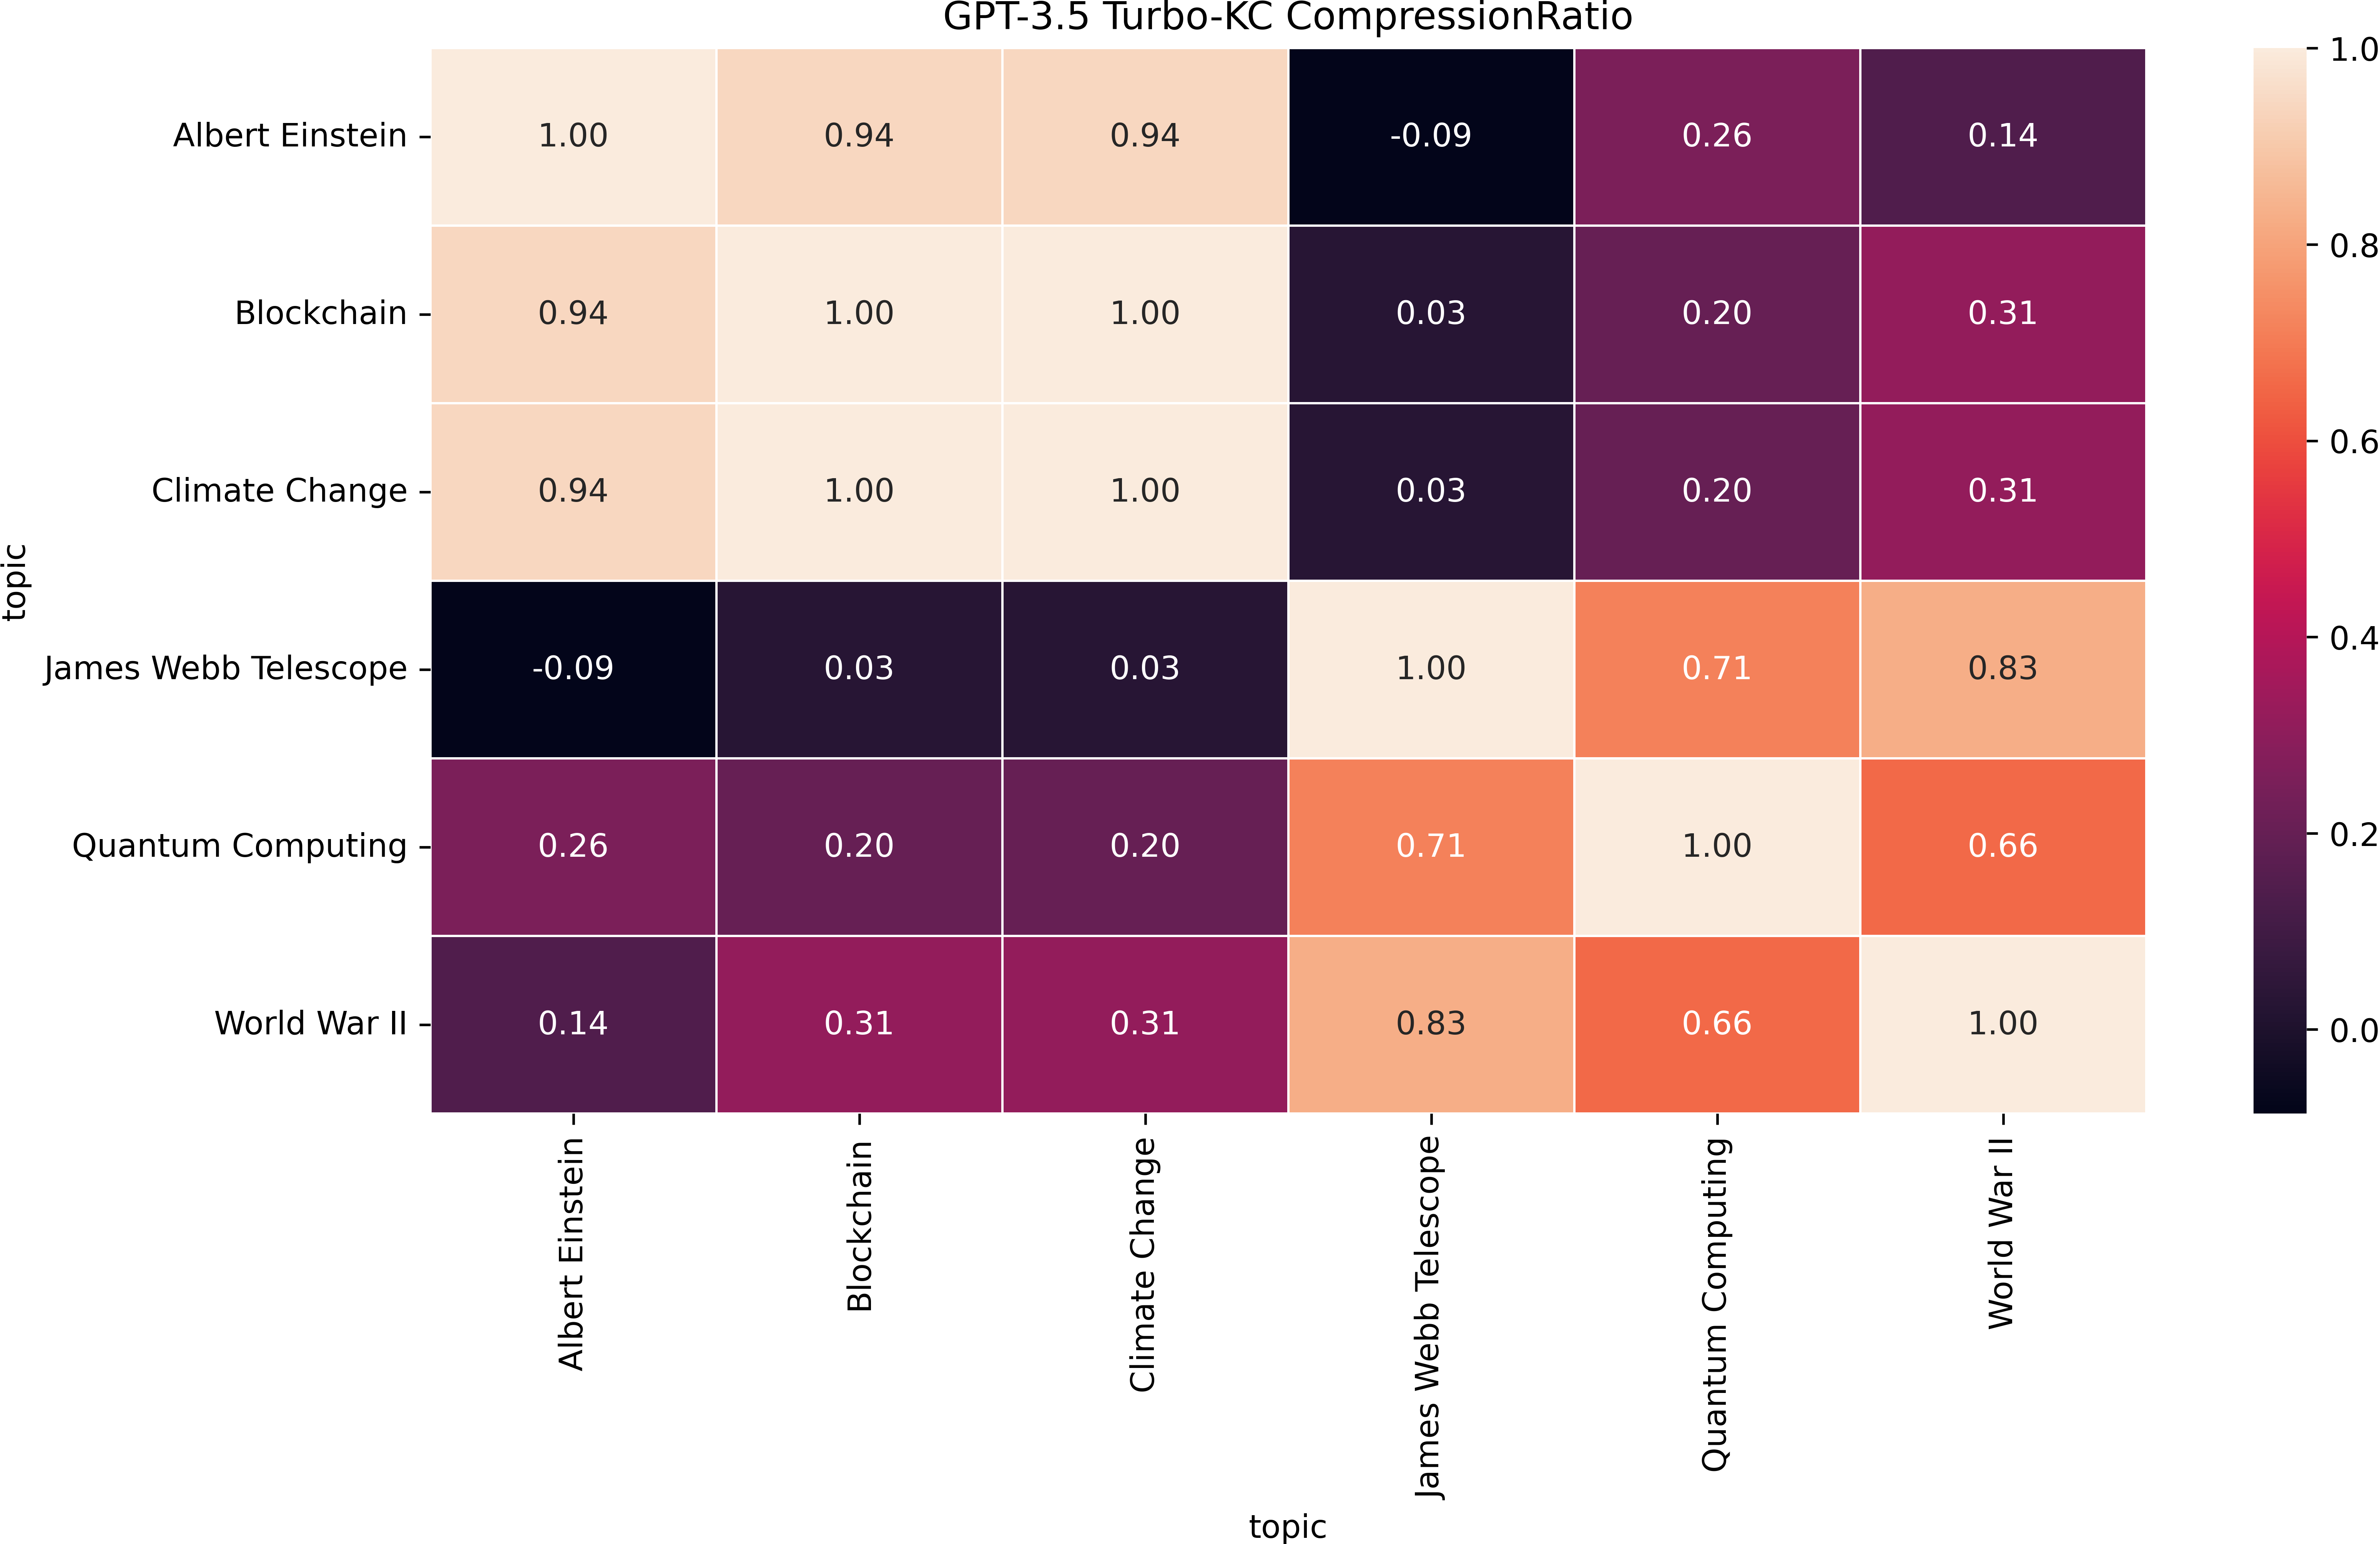 GPT-3.5 Turbo-KC CompressionRatio
Albert Einstein 1.00 0.94 0.94 -0.09 0.26 0.14
Blockchain 0.94 1.00 1.00 0.03 0.20 0.31
Climate Change 0.94 1.00 1.00 0.03 0.20 0.31
James Webb Telescope -0.09 0.03 0.03 1.00 0.71 0.83
Quantum Computing 0.26 0.20 0.20 0.71 1.00 0.66
World War II 0.14 0.31 0.31 0.83 0.66 1.00
topic
Albert Einstein
Blockchain
Climate Change
James Webb Telescope
Quantum Computing
World War II
topic
1.0
0.8
0.6
0.4
0.2
0.0